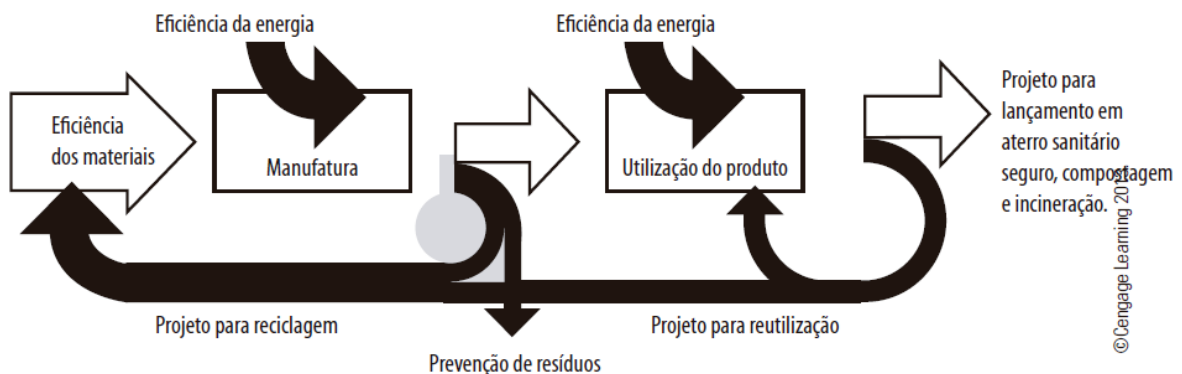 Eficiência da energia
Eficiência da energia
Eficiência
dos materiais
Manufatura
Utilização do produto
Projeto para
lançamento em
aterro sanitário
seguro, compostagem
e incineração.
Projeto para reciclagem
Projeto para reutilização
Prevenção de resíduos
©Cengage Learning